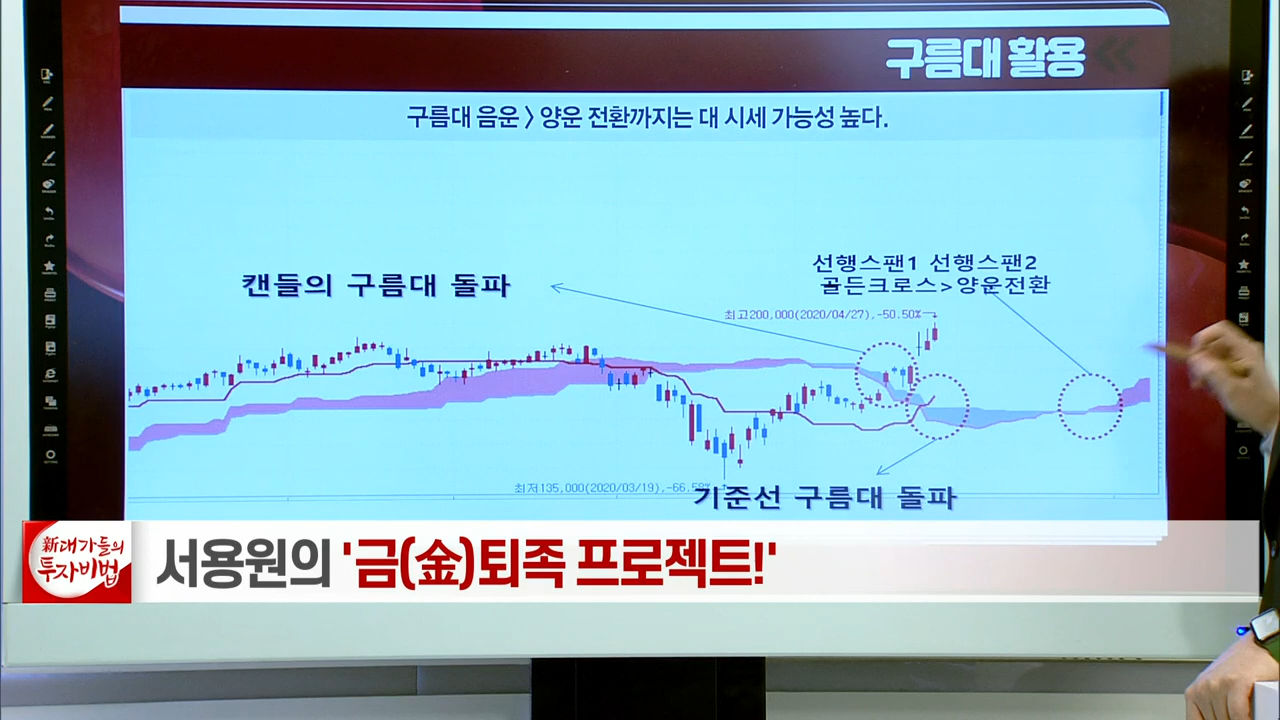 구름대 활용
구름대 음운 > 양운 전환까지는 대 시세 가능성 높다.
선행스팬1 선행스팬2
골든크로스>양운전환
캔들의 구름대 돌파
최고200,000(2020/04/27),-50.50%→
최저135,000(2020/03/19),-66.58%
기준선 구름대 돌파
新대가들의
투자비법
서용원의 '금(金)퇴족 프로젝트!'